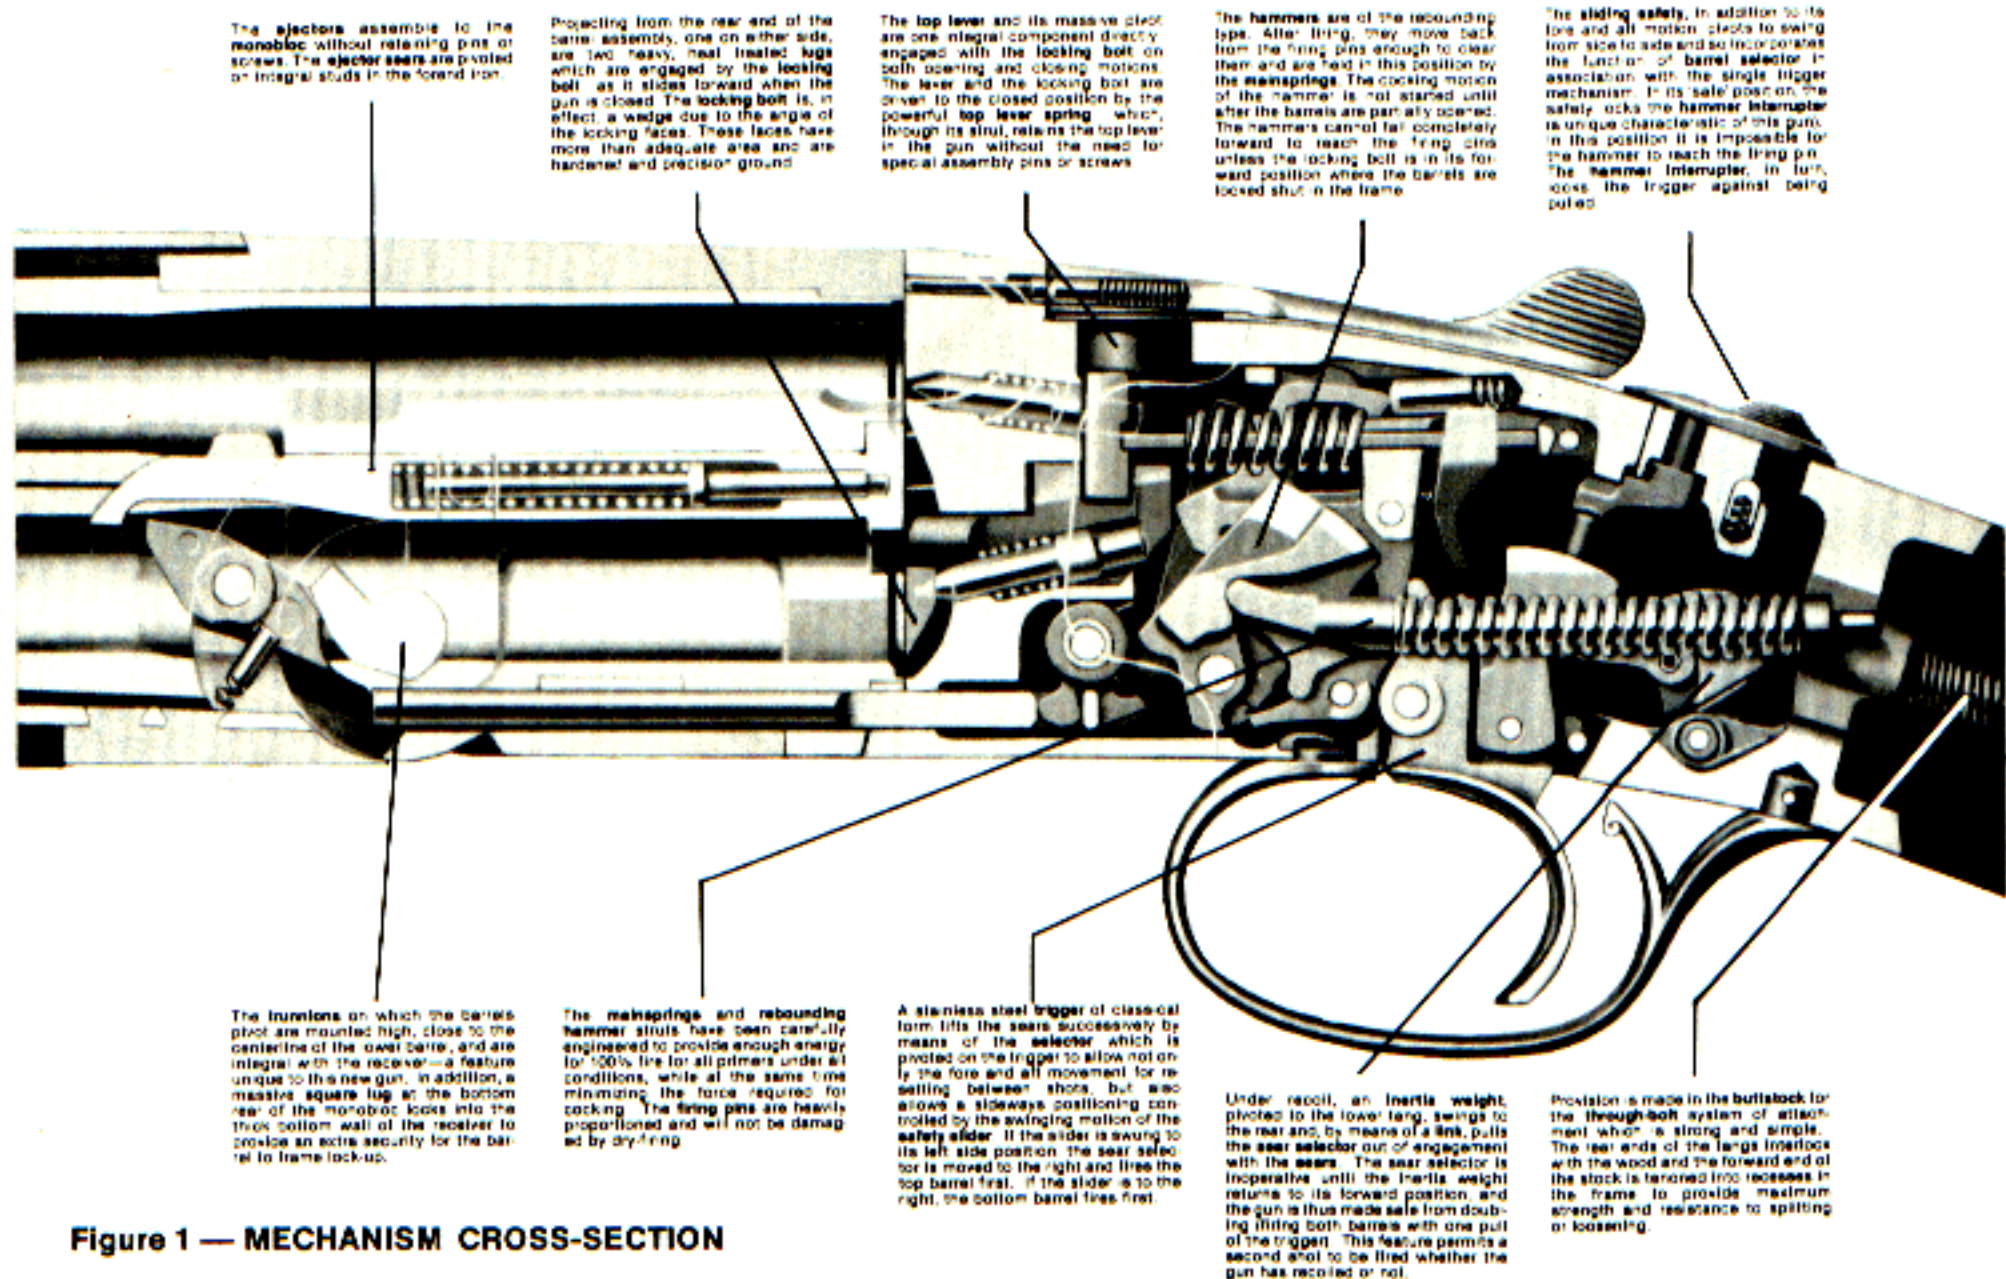 The ejectors assemble to the
monobloc without retaining pins or
screws. The ejector sears are pivoted
on integral studs in the forend iron.
Projecting from the rear end of the
barrel assembly, one on either side,
are two heavy, heat treated lugs
which are engaged by the locking
bolt as it slides forward when the
gun is closed. The locking bolt is, in
effect, a wedge due to the angle of
the locking faces. These faces have
more than adequate area and are
hardened and precision ground.
The top lever and its massive pivot
are one integral component directly
engaged with the locking bolt on
both opening and closing motions.
The lever and the locking bolt are
driven to the closed position by the
powerful top lever spring which,
through its strut, retains the top lever
in the gun without the need for
special assembly pins or screws.
The hammers are of the rebounding
type. After firing, they move back
from the firing pins enough to clear
them and are held in this position by
the mainsprings. The cocking motion
of the hammer is not started until
after the barrels are partially opened.
The hammers cannot fall completely
forward to reach the firing pins
unless the locking bolt is in its for-
ward position where the barrels are
locked shut in the frame.
The sliding safety, in addition to its
fore and aft motion, pivots to swing
from side to side and so incorporates
the function of barrel selector in
association with the single trigger
mechanism. In its 'safe' position, the
safety locks the hammer interrupter
(a unique characteristic of this gun).
In this position it is impossible for
the hammer to reach the firing pin.
The hammer interrupter, in turn,
locks the trigger against being
pulled.
The trunnions on which the barrels
pivot are mounted high, close to the
centerline of the lower barrel, and are
integral with the receiver—a feature
unique to this new gun. In addition, a
massive square lug at the bottom
rear of the monobloc locks into the
thick bottom wall of the receiver to
provide an extra security for the bar-
rel to frame lock-up.
The mainsprings and rebounding
hammer struts have been carefully
engineered to provide enough energy
for 100% fire for all primers under all
conditions, while at the same time
minimizing the force required for
cocking. The firing pins are heavily
proportioned and will not be damag-
ed by dry-firing.
A stainless steel trigger of classical
form lifts the sears successively by
means of the selector which is
pivoted on the trigger to allow not on-
ly the fore and aft movement for re-
setting between shots, but also
allows a sideways positioning con-
trolled by the swinging motion of the
safety slider. If the slider is swung to
its left side position, the sear selec-
tor is moved to the right and fires the
top barrel first. If the slider is to the
right, the bottom barrel fires first.
Under recoil, an inertia weight,
pivoted to the lower tang, swings to
the rear and, by means of a link, pulls
the sear selector out of engagement
with the sears. The sear selector is
inoperative until the inertia weight
returns to its forward position, and
the gun is thus made safe from doubl-
ing (firing both barrels with one pull
of the trigger). This feature permits a
second shot to be fired whether the
gun has recoiled or not.
Provision is made in the buttstock for
the through-bolt system of attach-
ment which is strong and simple.
The rear ends of the tangs interlock
with the wood and the forward end of
the stock is tenoned into recesses in
the frame to provide maximum
strength and resistance to splitting
or loosening.
Figure 1 — MECHANISM CROSS-SECTION